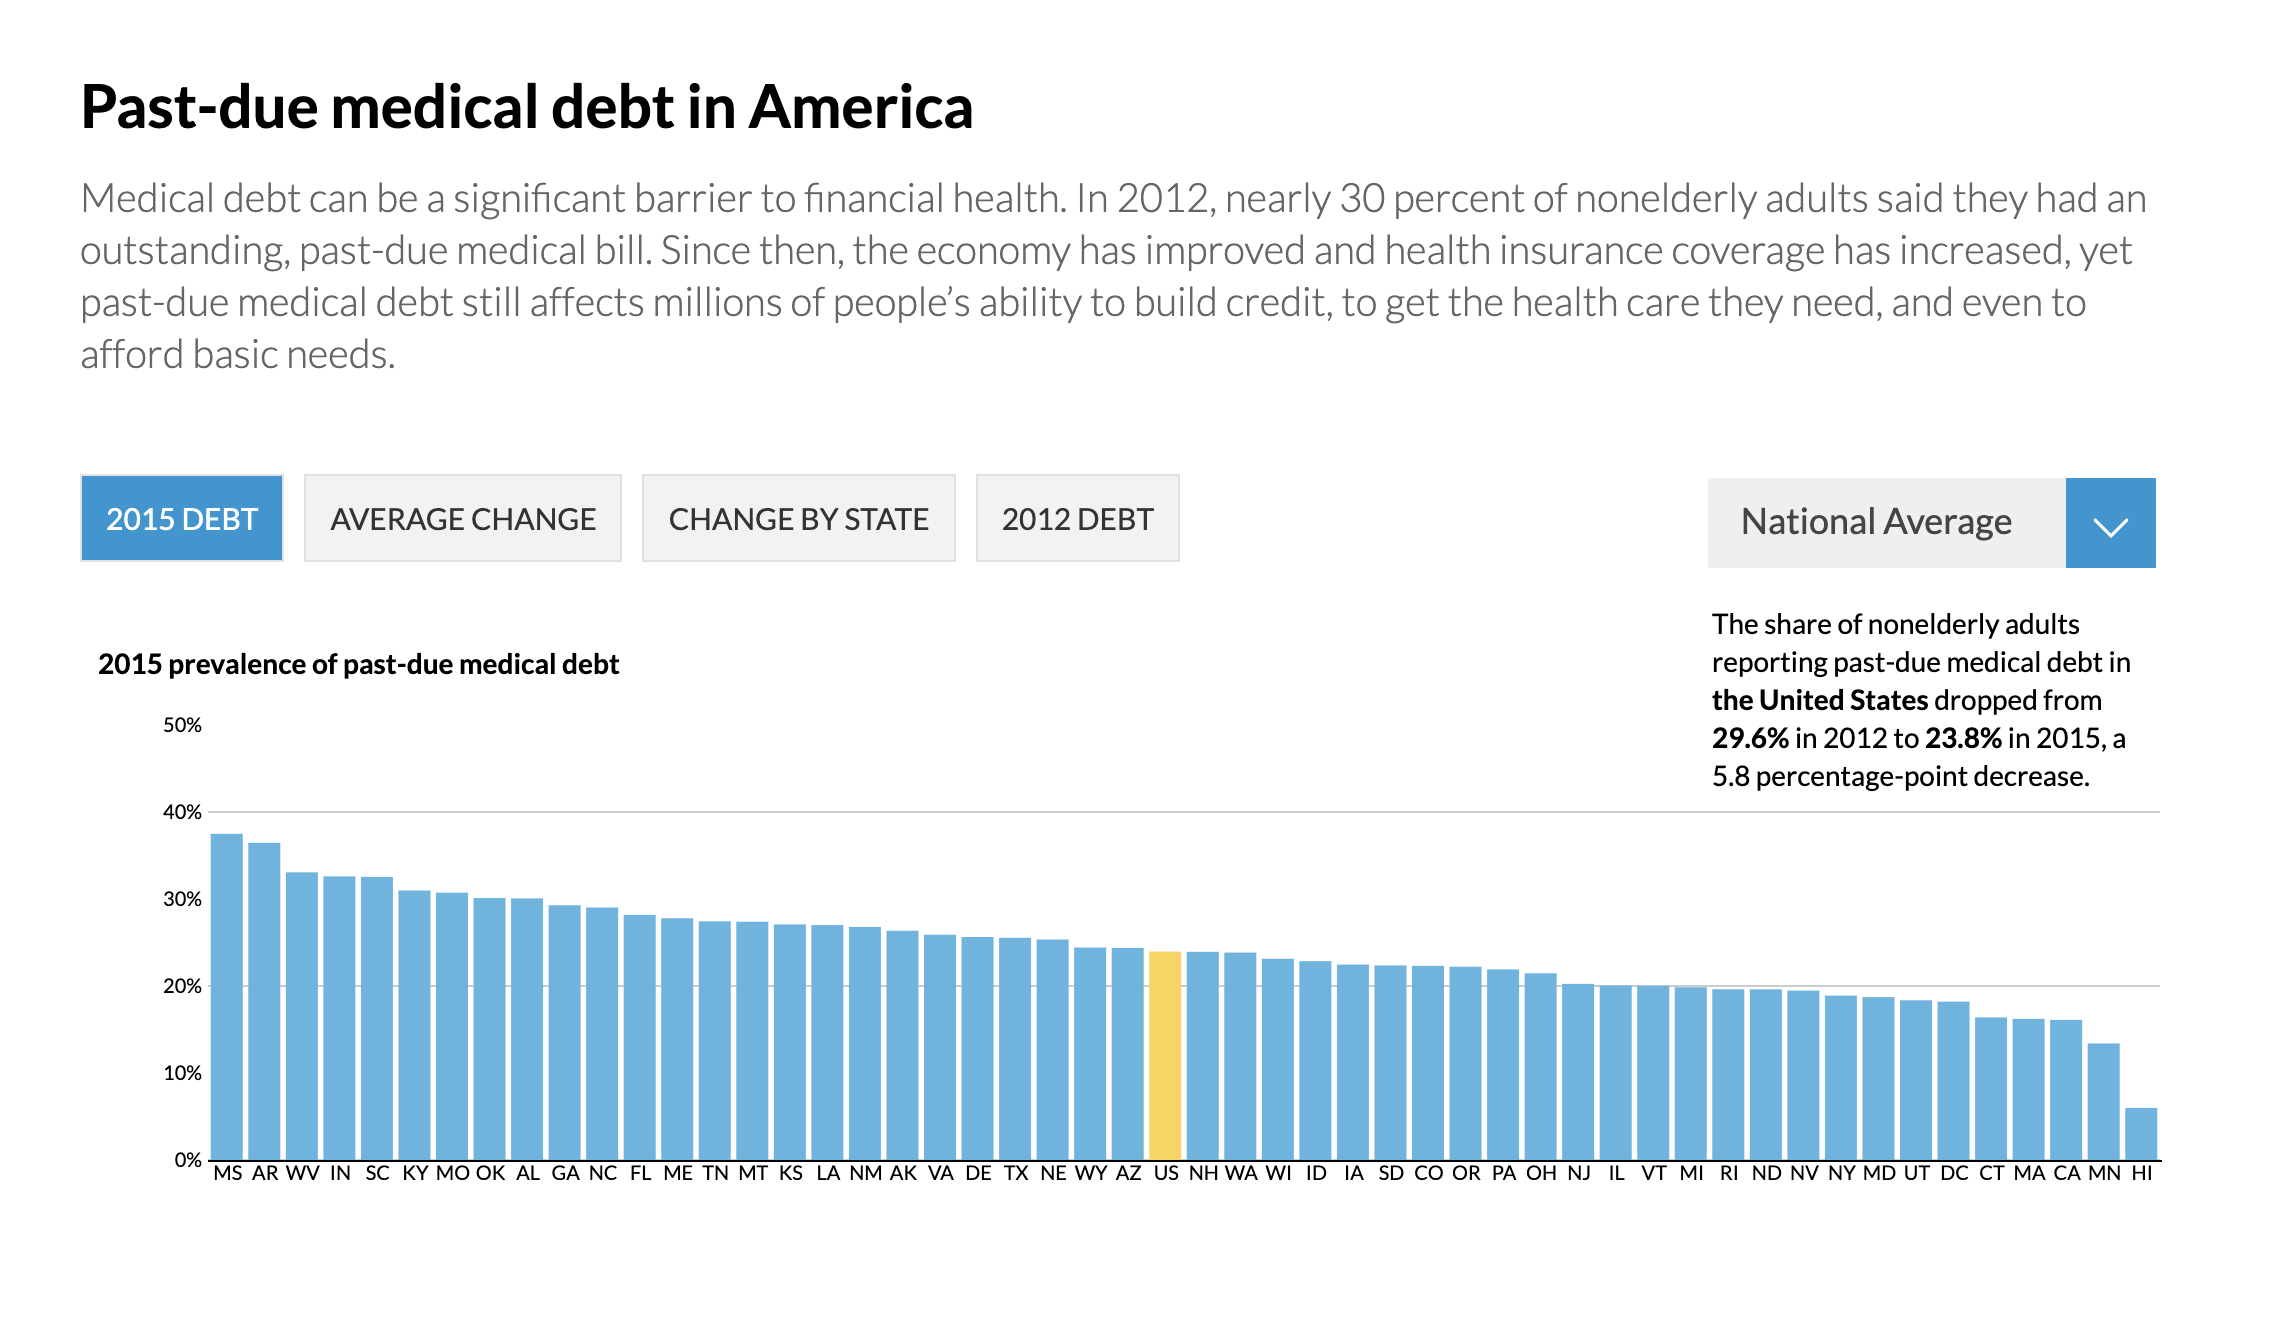 Past-due medical debt in America
Medical debt can be a significant barrier to financial health. In 2012, nearly 30 percent of nonelderly adults said they had an
outstanding, past-due medical bill. Since then, the economy has improved and health insurance coverage has increased, yet
past-due medical debt still affects millions of people’s ability to build credit, to get the health care they need, and even to
afford basic needs.
2015 DEBT AVERAGE CHANGE CHANGE BY STATE 2012 DEBT National Average
The share of nonelderly adults
reporting past-due medical debt in
the United States dropped from
29.6% in 2012 to 23.8% in 2015, a
5.8 percentage-point decrease.
2015 prevalence of past-due medical debt
50%
40%
30%
20%
10%
0%
MS AR WV IN SC KY MO OK AL GA NC FL ME TN MT KS LA NM AK VA DE TX NE WY AZ US NH WA WI ID IA SD CO OR PA OH NJ IL VT MI RI ND NV NY MD UT DC CT MA CA MN HI